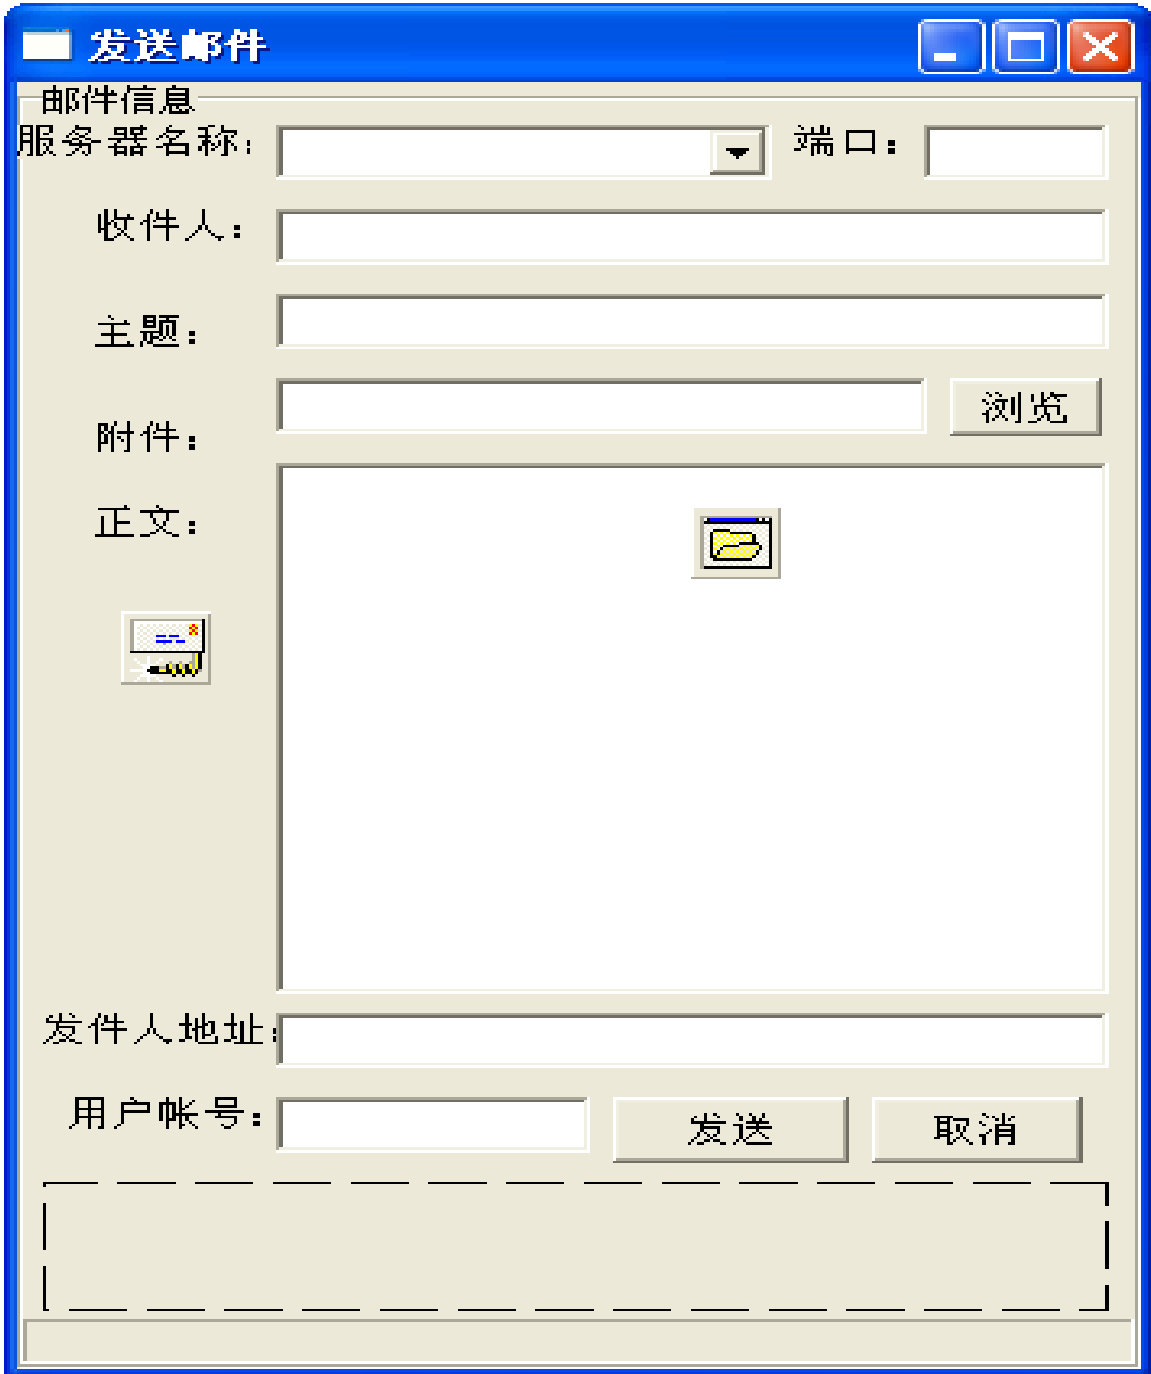 发送邮件
邮件信息
服务器名称：
端口：
收件人：
主题：
附件：
浏览
正文：
发件人地址：
用户帐号：
发送
取消